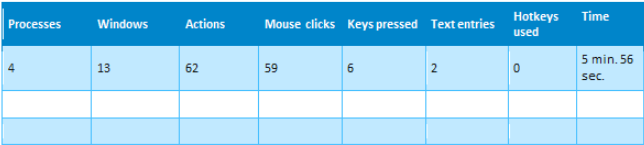 Processes Windows Actions Mouse clicks Keys pressed Text entries Hotkeys used Time
4 13 62 59 6 2 0 5 min. 56 sec.